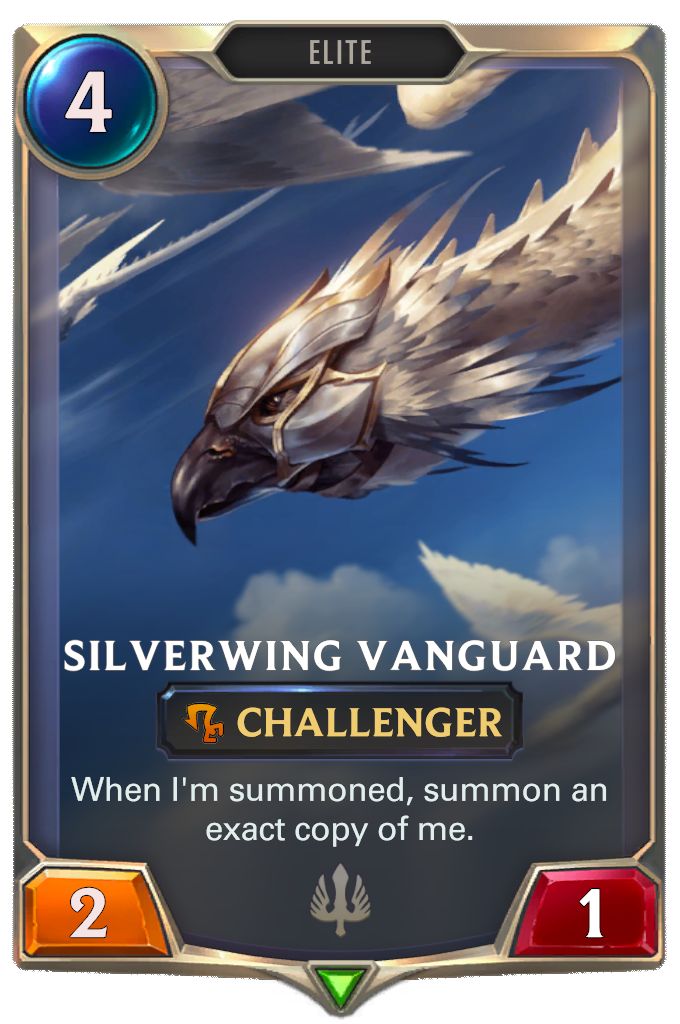 ELITE
4
SILVERWING VANGUARD
CHALLENGER
When I'm summoned, summon an
exact copy of me.
2
1